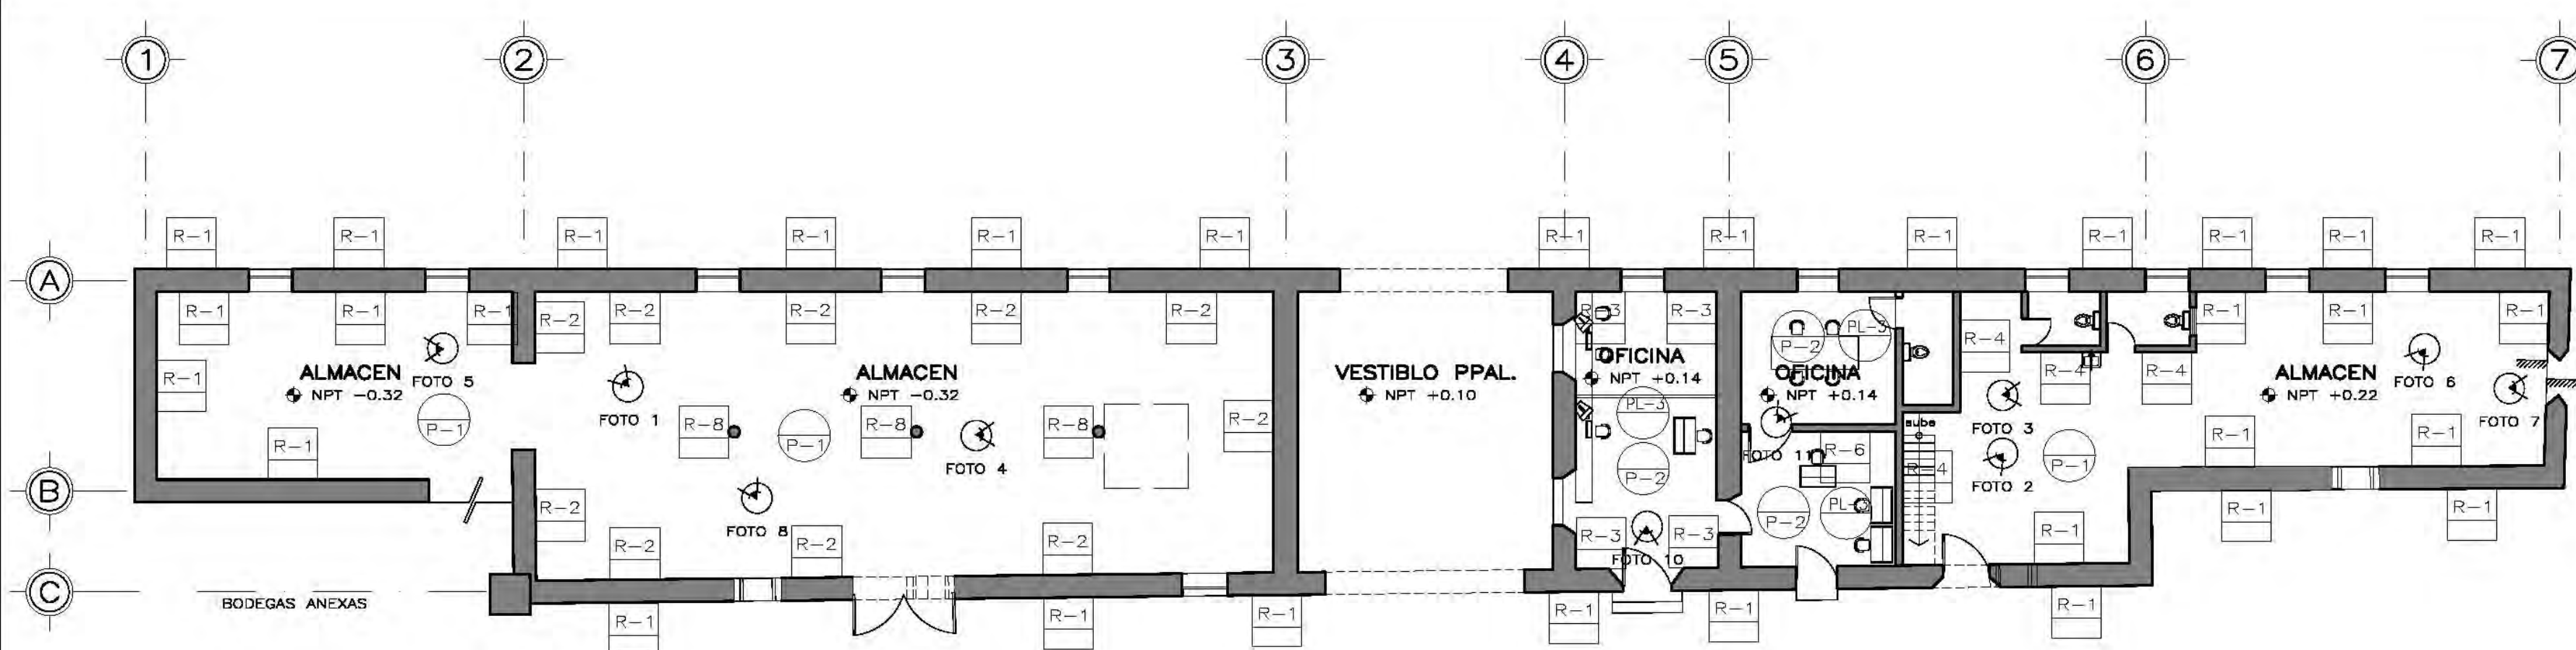 1 2 3 4 5 6 7
R-1 R-1 R-1 R-1 R-1 R-1 R-1 R-1 R-1 R-1 R-1 R-1 R-1
A
R-1 R-1 R-1 R-2 R-2 R-2 R-2 R-2 R-3 R-3 PL-3 R-4 R-1 R-1 R-1
P-2
ALMACEN
NPT -0.32
FOTO 5
R-1
P-1
R-1
FOTO 1
ALMACEN
NPT -0.32
R-8 P-1 R-8 R-8 R-2
FOTO 4
FOTO 8
VESTIBLO PPAL.
NPT +0.10
OFICINA
NPT +0.14
PL-3
P-2
OFICINA
NPT +0.14
FOTO 11
R-6
P-2
sube
R-4
R-4 R-4
FOTO 3
FOTO 2
P-1
ALMACEN
NPT +0.22
FOTO 6
FOTO 7
R-1 R-1
B
R-2
R-2 R-2 R-2
R-3 R-3
FOTO 10
R-1
R-1 R-1
C
BODEGAS ANEXAS
R-1 R-1 R-1 R-1 R-1 R-1